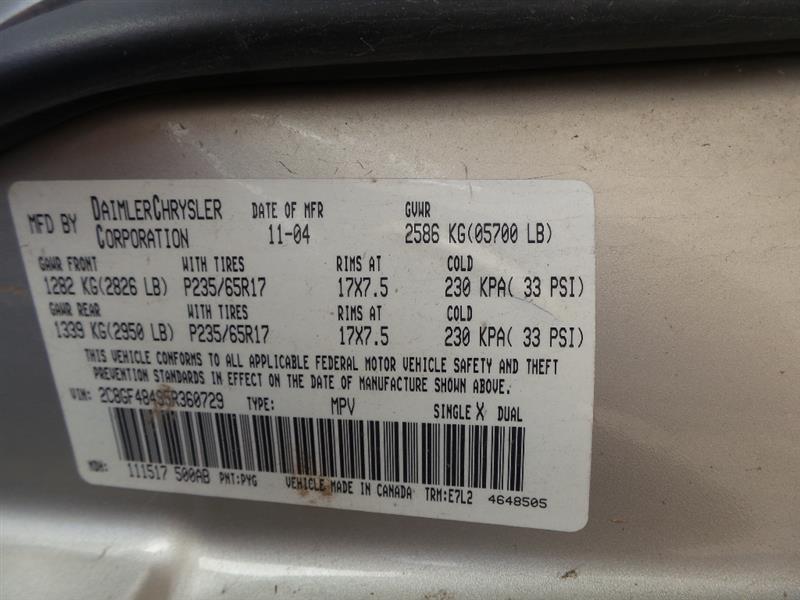 MFD BY DAIMLERCHRYSLER CORPORATION DATE OF MFR 11-04 GVWR 2586 KG(05700 LB)
GAWR FRONT WITH TIRES RIMS AT COLD
1282 KG(2826 LB) P235/65R17 17X7.5 230 KPA( 33 PSI)
GAWR REAR WITH TIRES RIMS AT COLD
1339 KG(2950 LB) P235/65R17 17X7.5 230 KPA( 33 PSI)
THIS VEHICLE CONFORMS TO ALL APPLICABLE FEDERAL MOTOR VEHICLE SAFETY AND THEFT
PREVENTION STANDARDS IN EFFECT ON THE DATE OF MANUFACTURE SHOWN ABOVE.
VIN: 2C8GF48495R360729 TYPE: MPV SINGLE X DUAL
MDH: 111517 500AB PNT:PYG VEHICLE MADE IN CANADA TRM:E7L2 4648505